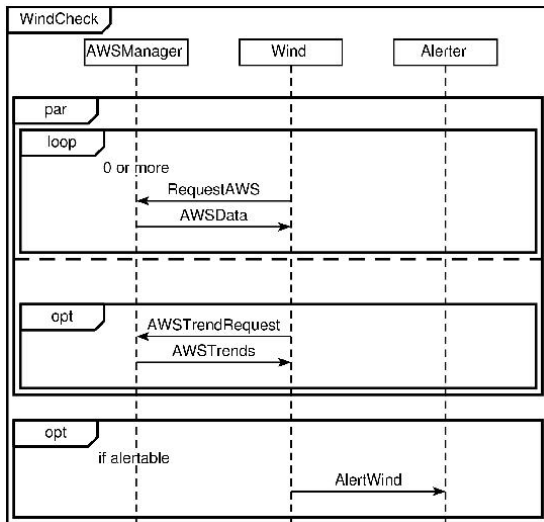 WindCheck
AWSManager
Wind
Alerter
par
loop
0 or more
RequestAWS
AWSData
opt
AWSTrendRequest
AWSTrends
opt
if alertable
AlertWind